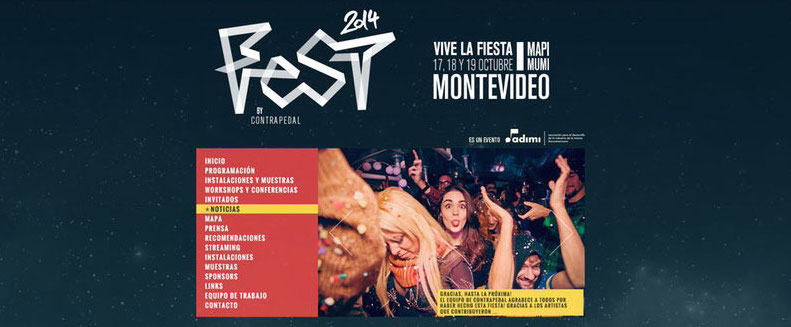 FeST 2014
BY
CONTRAPEDAL
VIVE LA FIESTA
17, 18 Y 19 OCTUBRE
MAPI
MUMI
MONTEVIDEO
ES UN EVENTO
adimi
INICIO
PROGRAMACIÓN
INSTALACIONES Y MUESTRAS
WORKSHOPS Y CONFERENCIAS
INVITADOS
+NOTICIAS
MAPA
PRENSA
RECOMENDACIONES
STREAMING
INSTALACIONES
MUESTRAS
SPONSORS
LINKS
EQUIPO DE TRABAJO
CONTACTO
GRACIAS, HASTA LA PRÓXIMA!
EL EQUIPO DE CONTRAPEDAL AGRADECE A TODOS POR
HABER HECHO ESTA FIESTA! GRACIAS A LOS ARTISTAS
QUE CONTRIBUYERON ...